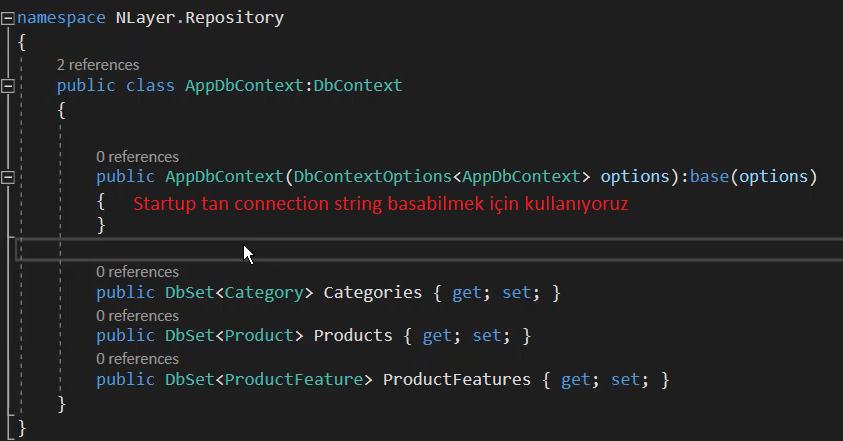 namespace NLayer.Repository
{
2 references
public class AppDbContext:DbContext
{
0 references
public AppDbContext(DbContextOptions<AppDbContext> options):base(options)
{ Startup tan connection string basabilmek için kullanıyoruz
}
0 references
public DbSet<Category> Categories { get; set; }
0 references
public DbSet<Product> Products { get; set; }
0 references
public DbSet<ProductFeature> ProductFeatures { get; set; }
}
}